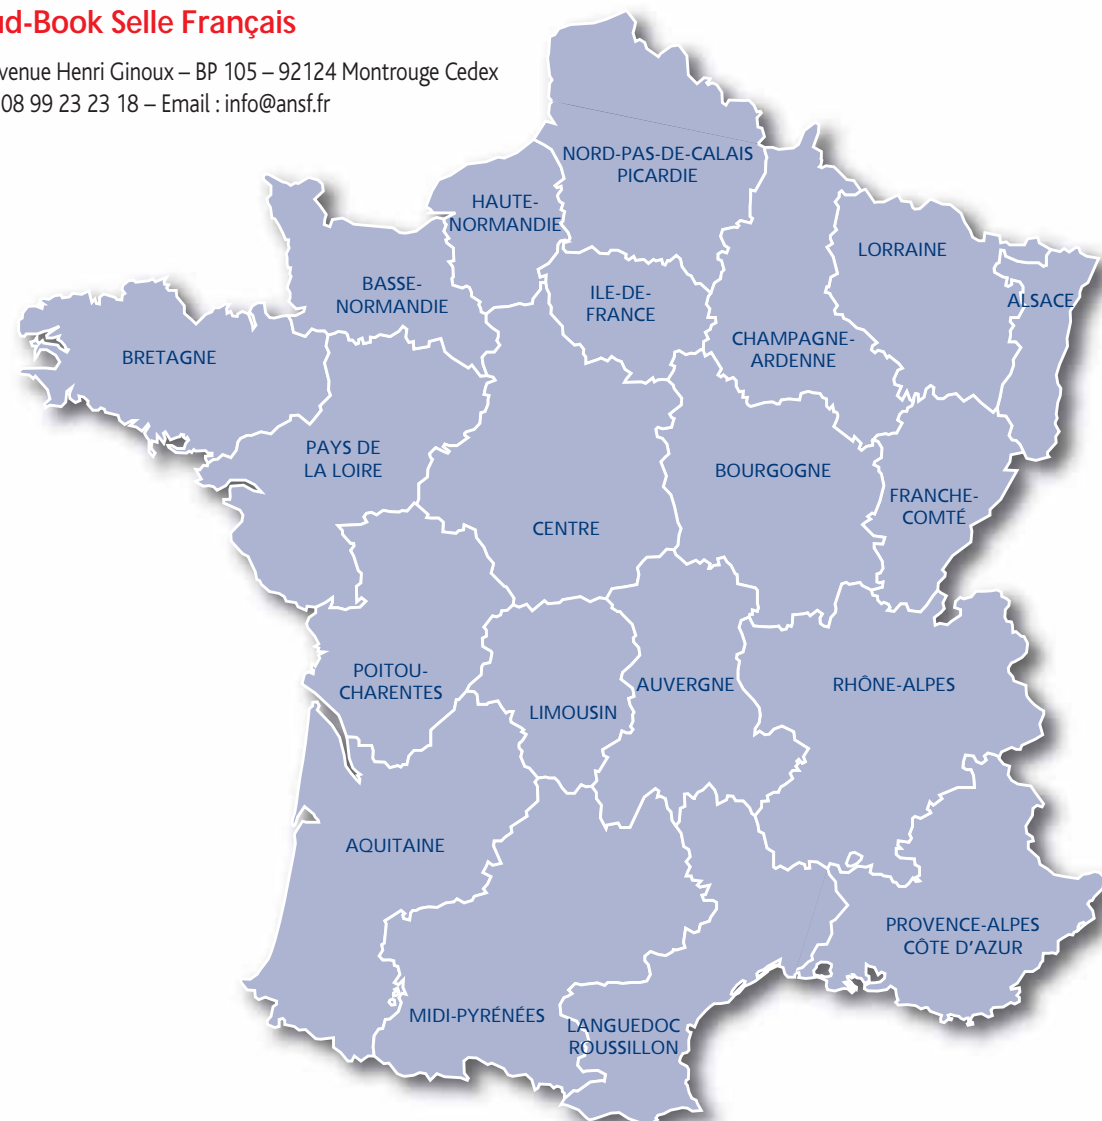 ud-Book Selle Français
venue Henri Ginoux – BP 105 – 92124 Montrouge Cedex
08 99 23 23 18 – Email : info@ansf.fr
NORD-PAS-DE-CALAIS
PICARDIE
HAUTE-
NORMANDIE
BASSE-
NORMANDIE
ILE-DE-
FRANCE
CHAMPAGNE-
ARDENNE
LORRAINE
ALSACE
BRETAGNE
PAYS DE
LA LOIRE
CENTRE
BOURGOGNE
FRANCHE-
COMTÉ
POITOU-
CHARENTES
LIMOUSIN
AUVERGNE
RHÔNE-ALPES
AQUITAINE
MIDI-PYRÉNÉES
LANGUEDOC
ROUSSILLON
PROVENCE-ALPES
CÔTE D'AZUR